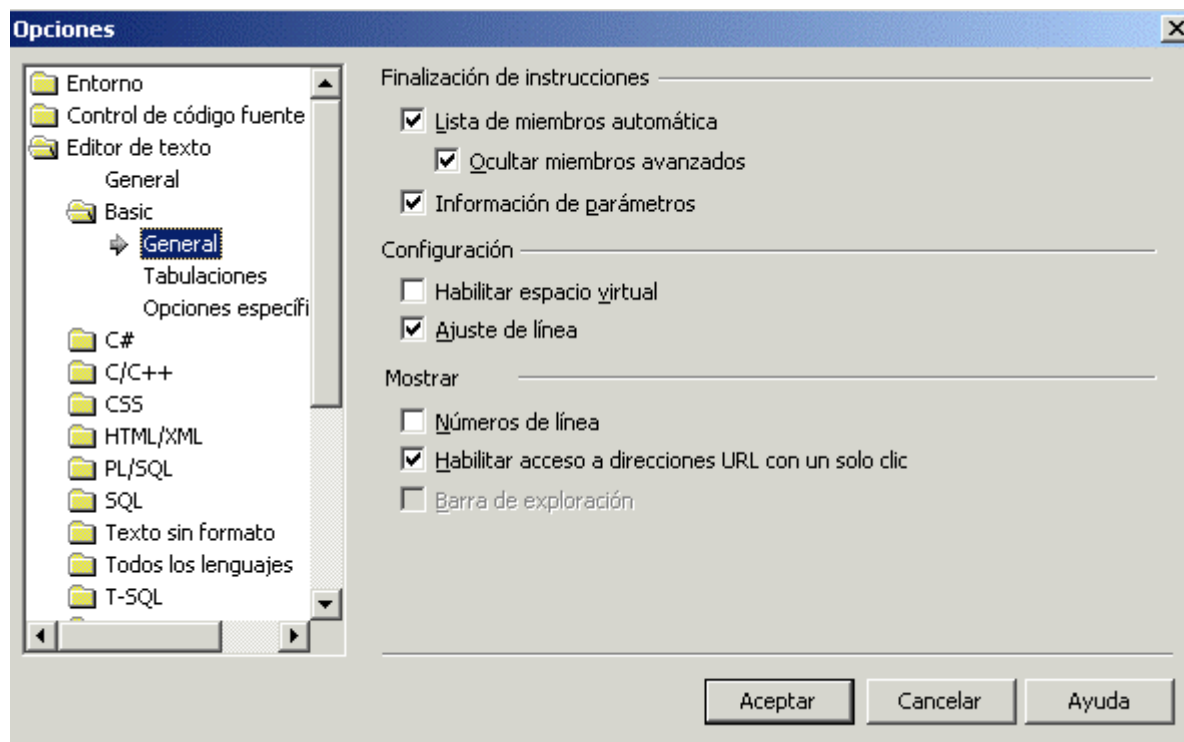 Opciones
Entorno
Control de código fuente
Editor de texto
General
Basic
General
Tabulaciones
Opciones específi
C#
C/C++
CSS
HTML/XML
PL/SQL
SQL
Texto sin formato
Todos los lenguajes
T-SQL
Finalización de instrucciones
Lista de miembros automática
Ocultar miembros avanzados
Información de parámetros
Configuración
Habilitar espacio virtual
Ajuste de línea
Mostrar
Números de línea
Habilitar acceso a direcciones URL con un solo clic
Barra de exploración
Aceptar
Cancelar
Ayuda